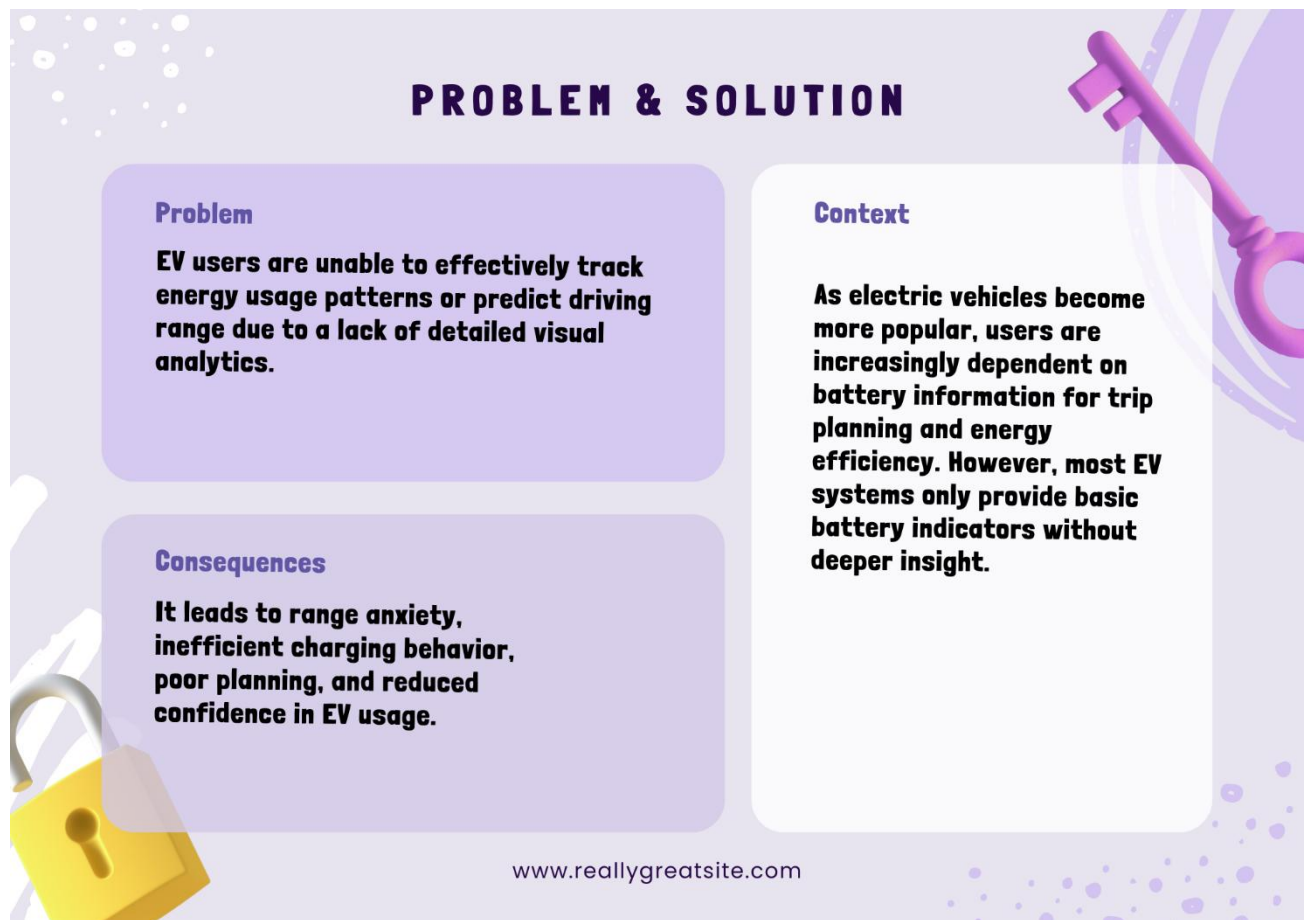 PROBLEM & SOLUTION
Problem
EV users are unable to effectively track
energy usage patterns or predict driving
range due to a lack of detailed visual
analytics.
Consequences
It leads to range anxiety,
inefficient charging behavior,
poor planning, and reduced
confidence in EV usage.
Context
As electric vehicles become
more popular, users are
increasingly dependent on
battery information for trip
planning and energy
efficiency. However, most EV
systems only provide basic
battery indicators without
deeper insight.
www.reallygreatsite.com